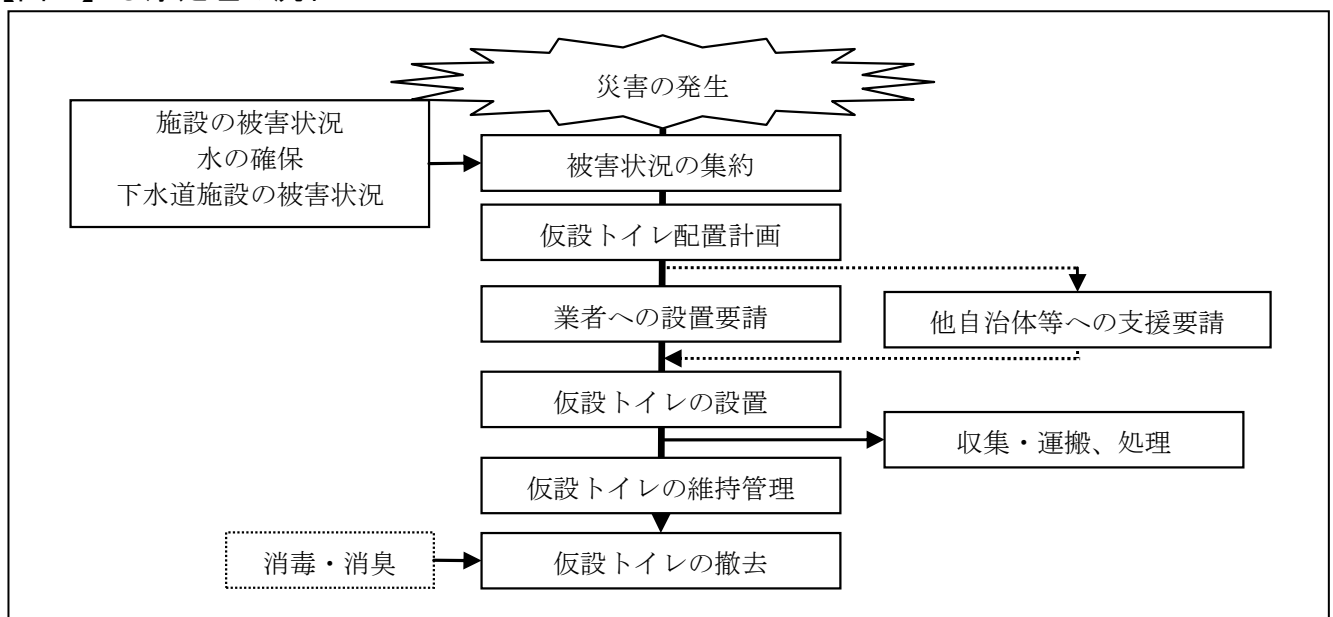 災害の発生
施設の被害状況
水の確保
下水道施設の被害状況
被害状況の集約
仮設トイレ配置計画
業者への設置要請
他自治体等への支援要請
仮設トイレの設置
収集・運搬、処理
仮設トイレの維持管理
消毒・消臭
仮設トイレの撤去